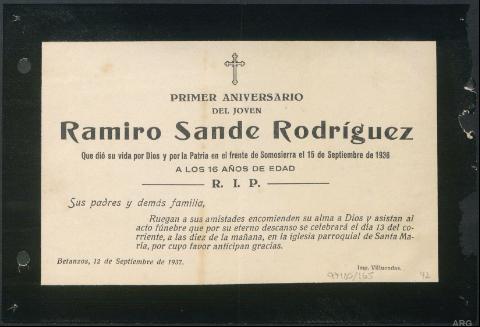 PRIMER ANIVERSARIO
DEL JOVEN
Ramiro Sande Rodríguez
Que dió su vida por Dios y por la Patria en el frente de Somosierra el 15 de Septiembre de 1936
A LOS 16 AÑOS DE EDAD
R. I. P.
Sus padres y demás familia,
Ruegan a sus amistades encomienden su alma a Dios y asistan al
acto fúnebre que por su eterno descanso se celebrará el día 13 del co-
rriente, a las diez de la mañana, en la iglesia parroquial de Santa Ma-
ría, por cuyo favor anticipan gracias.
Betanzos, 12 de Septiembre de 1937.
Imp. Villuendas.
42
ARG